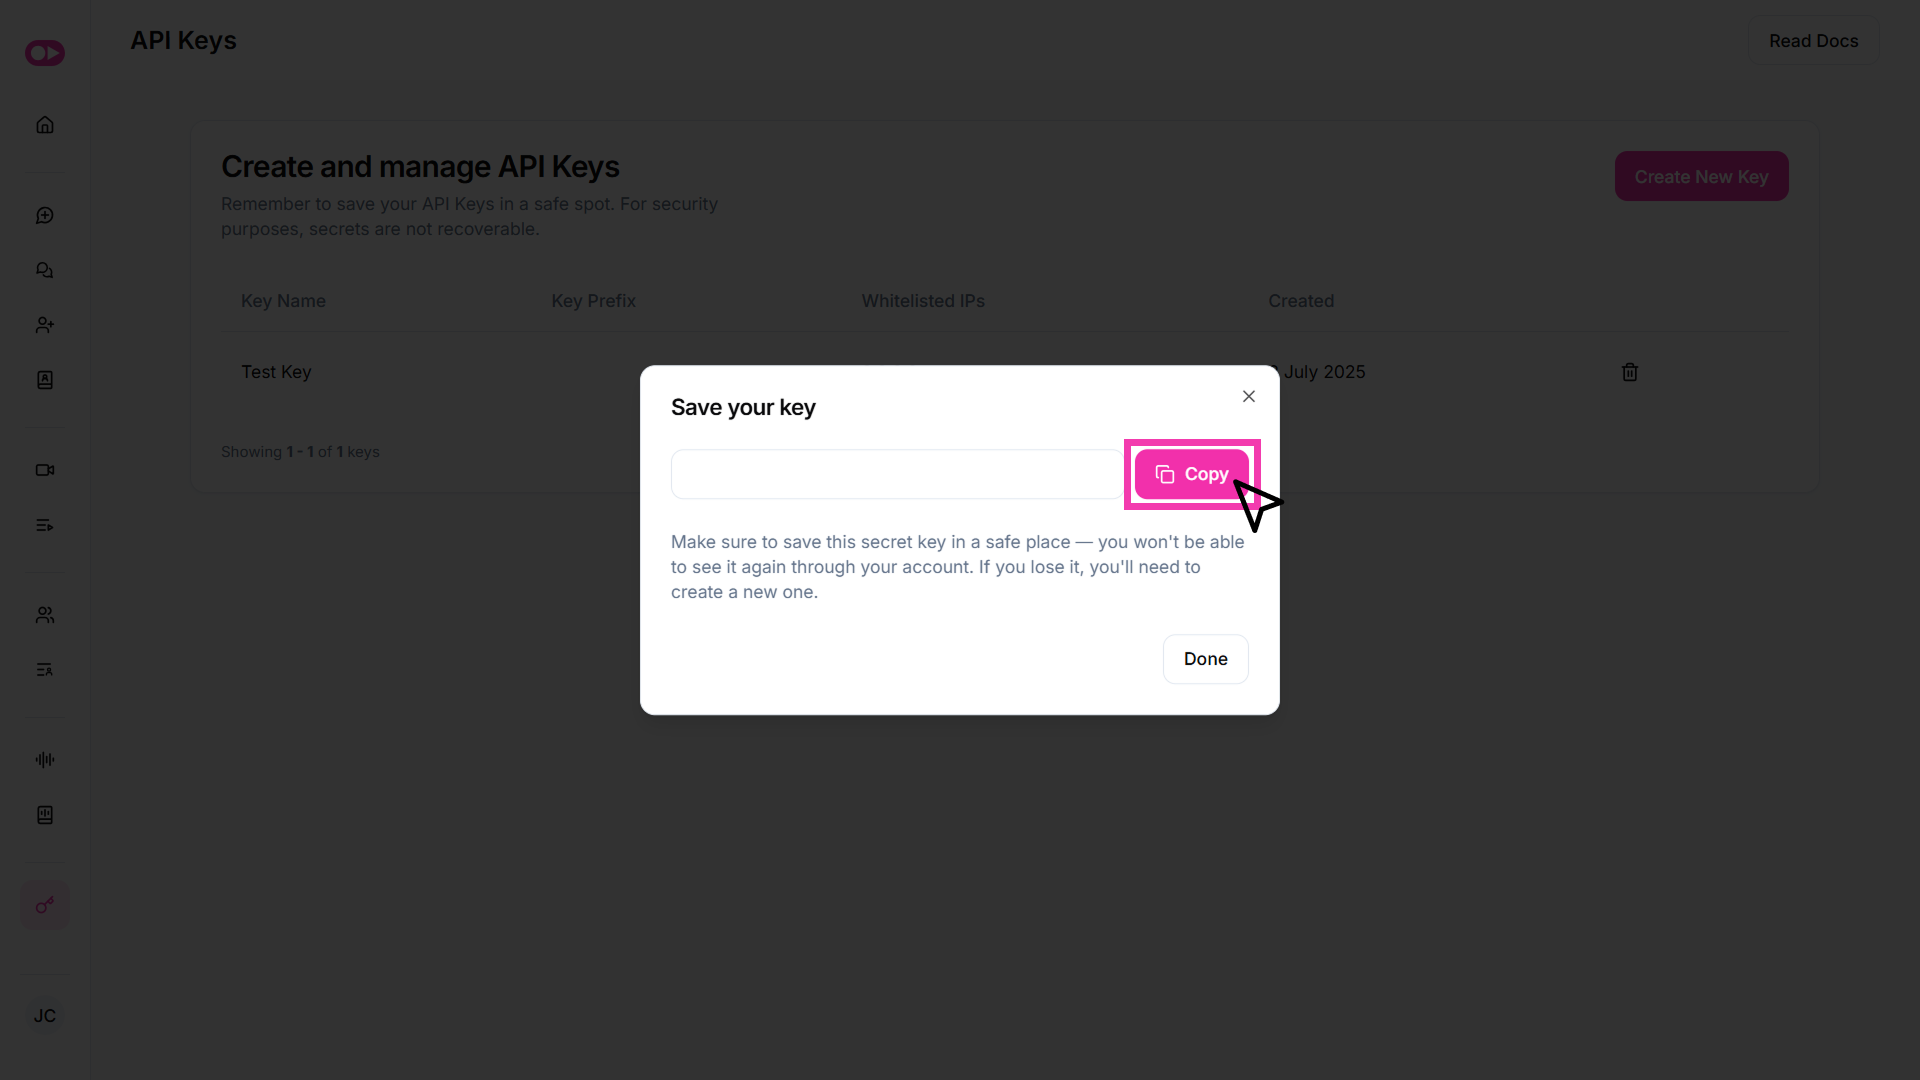 API Keys
Read Docs
Create and manage API Keys
Create New Key
Remember to save your API Keys in a safe spot. For security
purposes, secrets are not recoverable.
Key Name Key Prefix Whitelisted IPs Created
Test Key July 2025
Showing 1 - 1 of 1 keys
Save your key
Copy
Make sure to save this secret key in a safe place — you won't be able
to see it again through your account. If you lose it, you'll need to
create a new one.
Done
JC